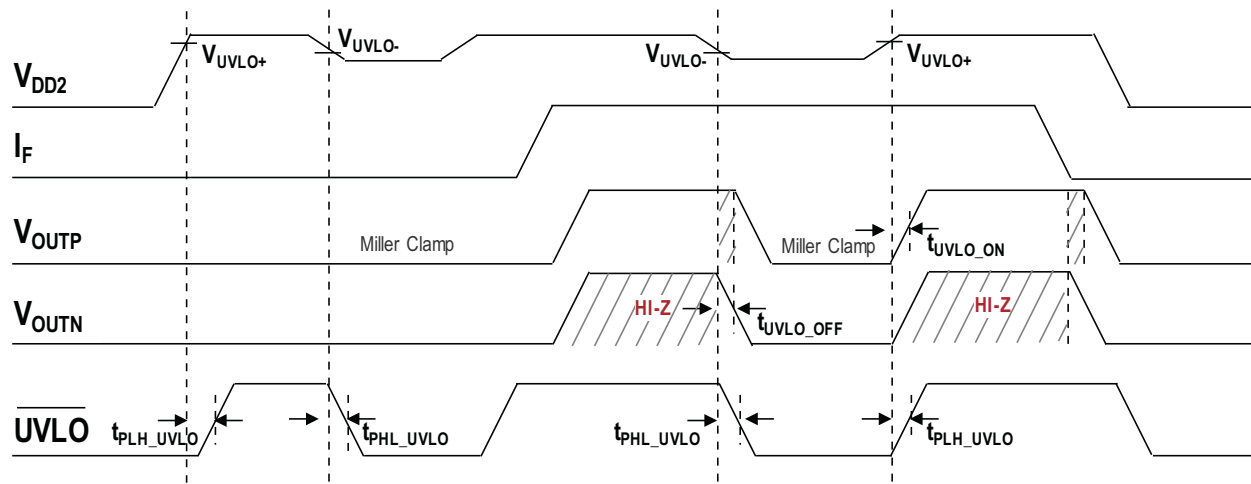 VUVLO+
VUVLO-
VUVLO-
VUVLO+
VDD2
IF
VOUTP
Miller Clamp
Miller Clamp
tUVLO_ON
VOUTN
HI-Z
HI-Z
tUVLO_OFF
UVLO
tPLH_UVLO
tPHL_UVLO
tPHL_UVLO
tPLH_UVLO